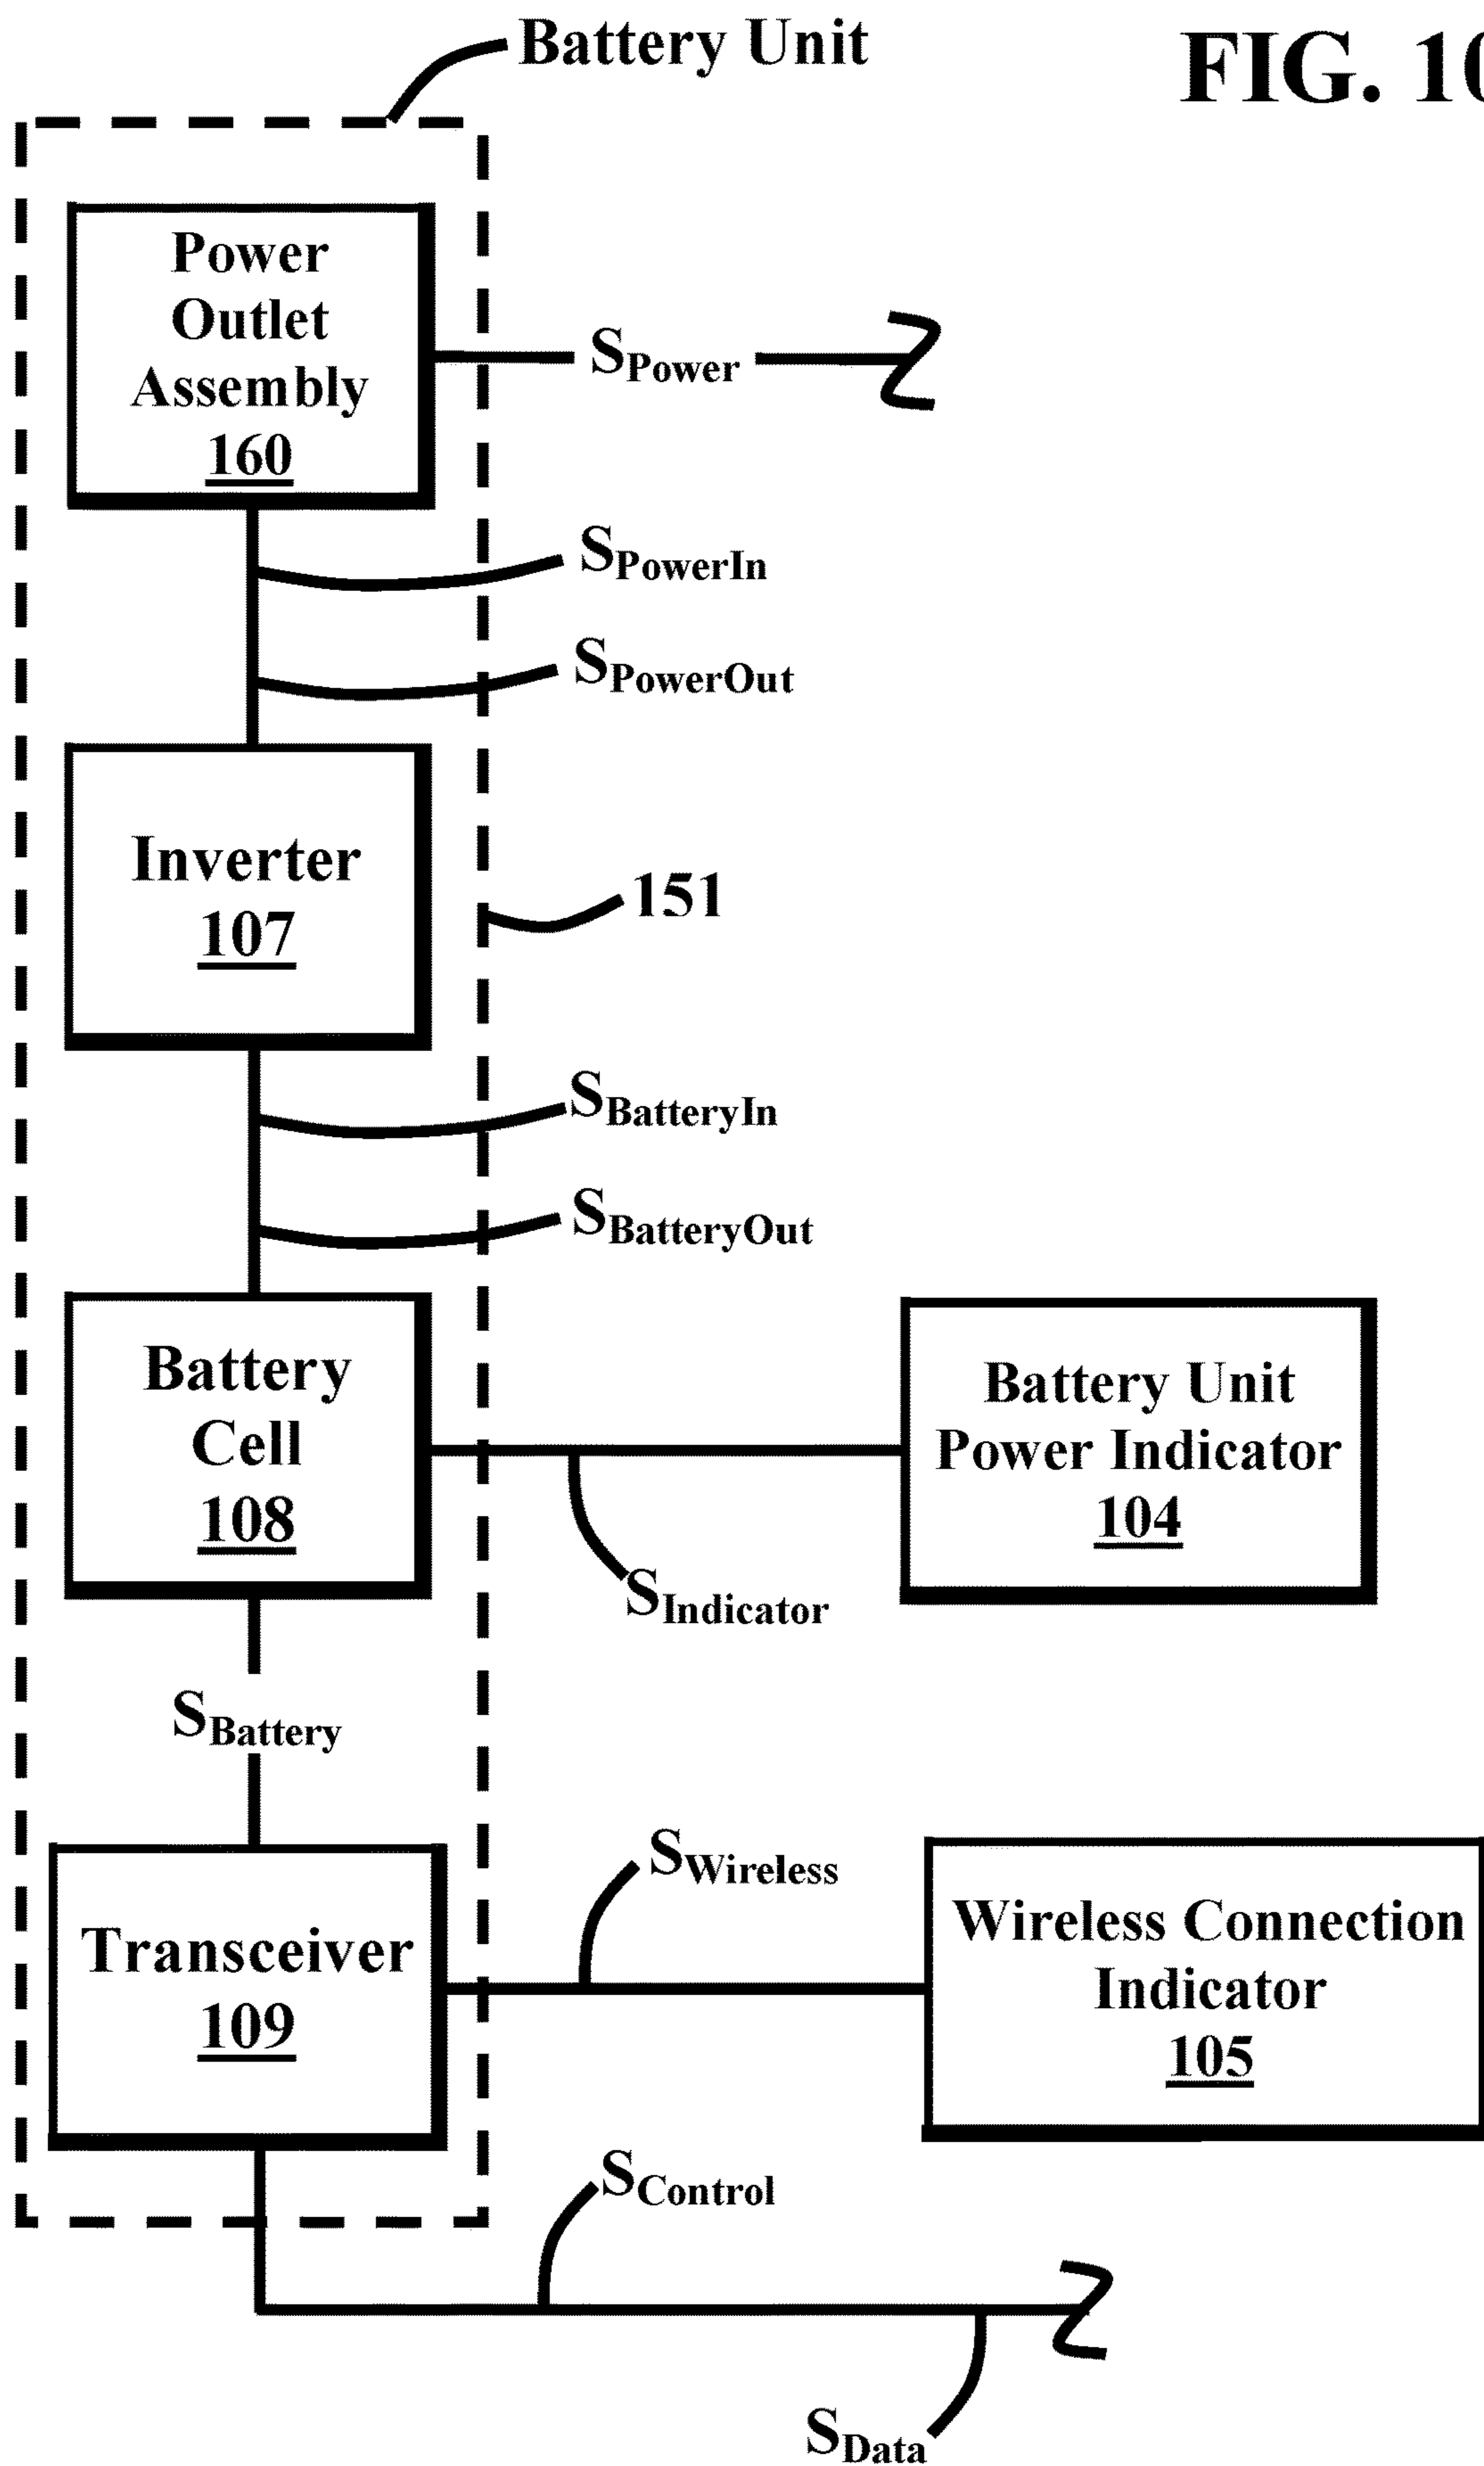 Battery Unit
FIG. 10
Power
Outlet
Assembly
160
SPower
SPowerIn
SPowerOut
Inverter
107
151
SBatteryIn
SBatteryOut
Battery
Cell
108
Battery Unit
Power Indicator
104
SIndicator
SBattery
SWireless
Transceiver
109
Wireless Connection
Indicator
105
SControl
SData